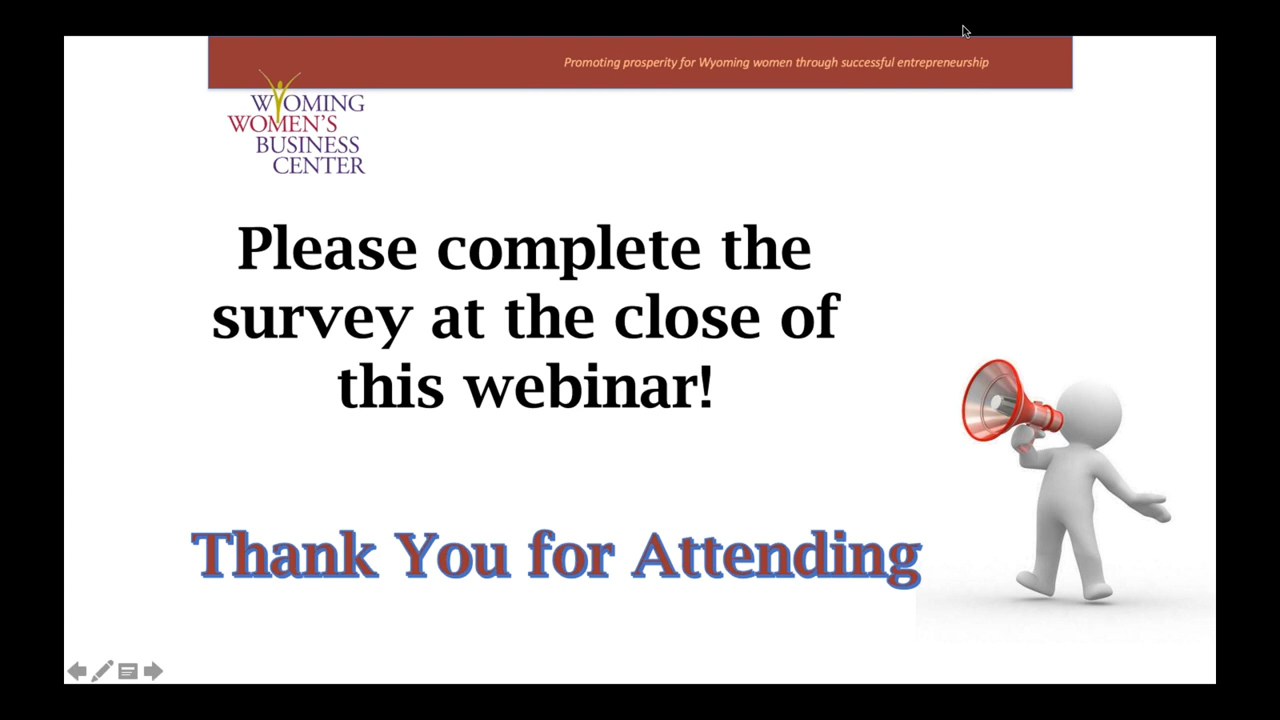 Promoting prosperity for Wyoming women through successful entrepreneurship
WYOMING
WOMEN'S
BUSINESS
CENTER
Please complete the
survey at the close of
this webinar!
Thank You for Attending